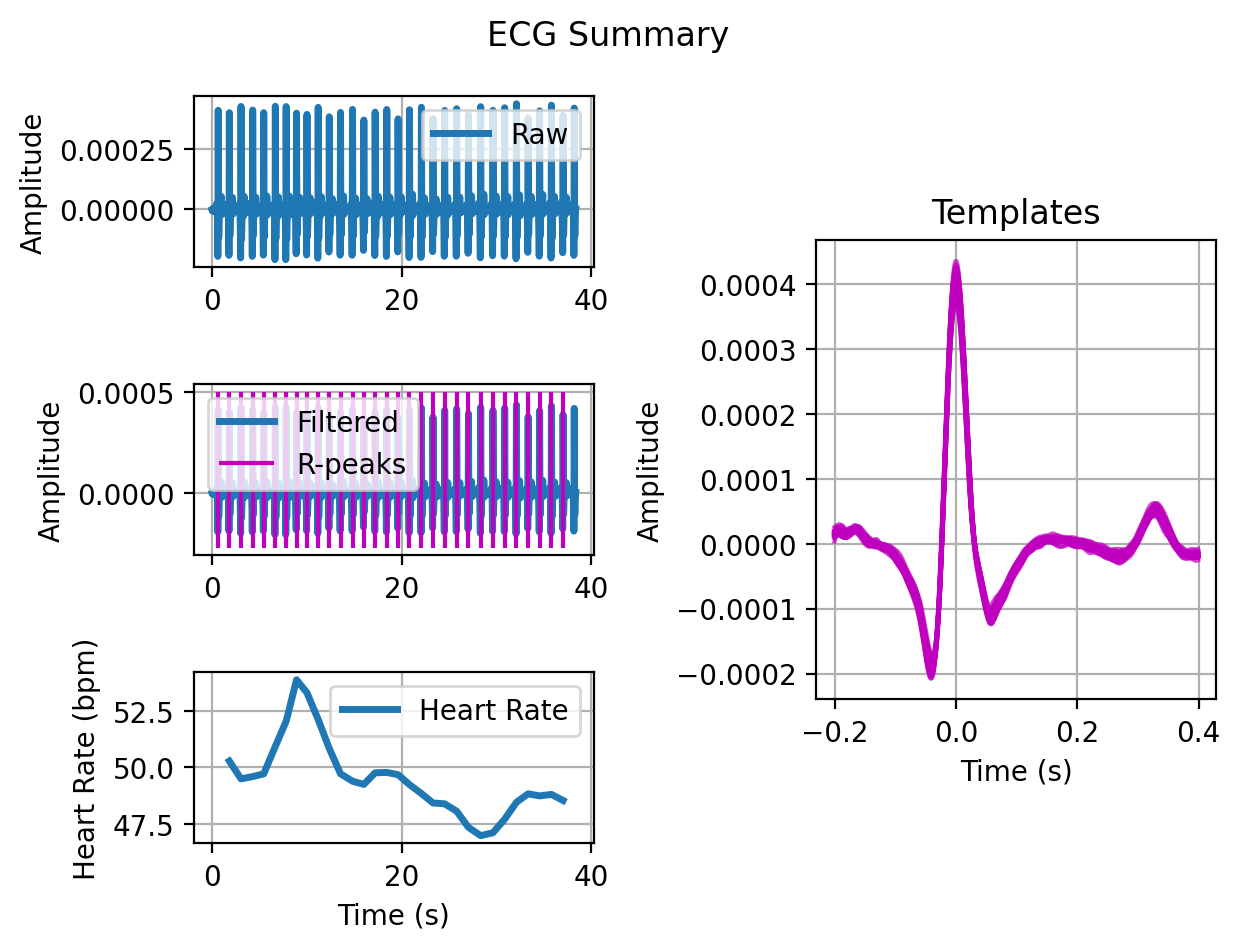 ECG Summary
Amplitude
0.00025
0.00000
Raw
0 20 40
Amplitude
0.0005
0.0000
Filtered
R-peaks
0 20 40
Heart Rate (bpm)
52.5
50.0
47.5
Heart Rate
0 20 40
Time (s)
Templates
Amplitude
0.0004
0.0003
0.0002
0.0001
0.0000
−0.0001
−0.0002
−0.2 0.0 0.2 0.4
Time (s)